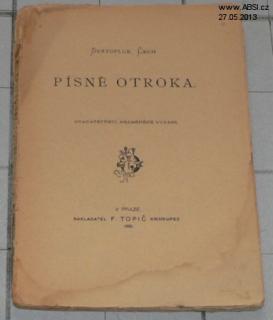 © www.ABSI.cz
27.05.2013
Svatopluk Čech
PÍSNĚ OTROKA.
V PRAZE.
NAKLADATEL F. TOPIČ KNIHKUPEC